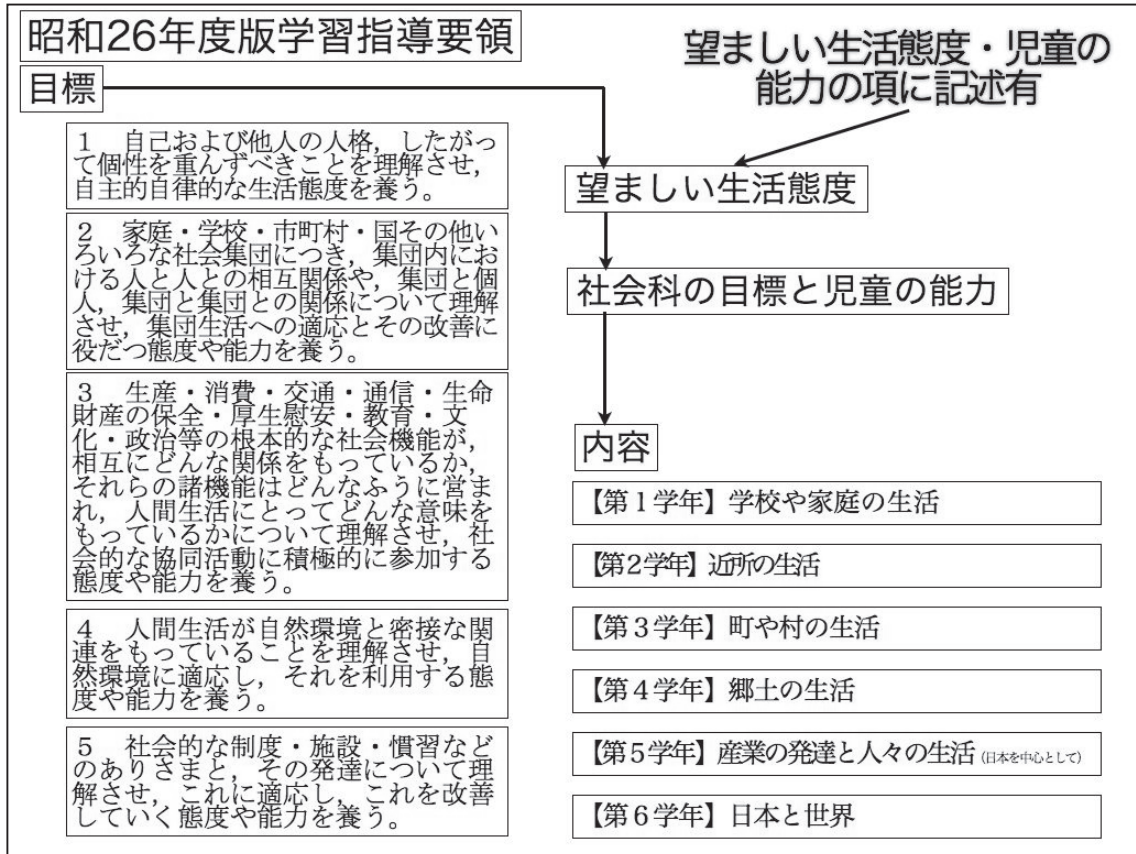 昭和26年度版学習指導要領
目標
1　自己および他人の人格，したがっ
て個性を重んずべきことを理解させ，
自主的自律的な生活態度を養う。
2　家庭・学校・市町村・国その他い
ろいろな社会集団につき，集団内にお
ける人と人との相互関係や，集団と個
人，集団と集団との関係について理解
させ，集団生活への適応とその改善に
役だつ態度や能力を養う。
3　生産・消費・交通・通信・生命
財産の保全・厚生慰安・教育・文
化・政治等の根本的な社会機能が，
相互にどんな関係をもっているか，
それらの諸機能はどんなふうに営ま
れ，人間生活にとってどんな意味を
もっているかについて理解させ，社
会的な協同活動に積極的に参加する
態度や能力を養う。
4　人間生活が自然環境と密接な関
連をもっていることを理解させ，自
然環境に適応し，それを利用する態
度や能力を養う。
5　社会的な制度・施設・慣習などの
のありさまと，その発達について理
解させ，これに適応し，これを改善
していく態度や能力を養う。
望ましい生活態度・児童の
能力の項に記述有
望ましい生活態度
社会科の目標と児童の能力
内容
【第１学年】学校や家庭の生活
【第2学年】近所の生活
【第３学年】町や村の生活
【第４学年】郷土の生活
【第５学年】産業の発達と人々の生活（日本を中心として）
【第６学年】日本と世界